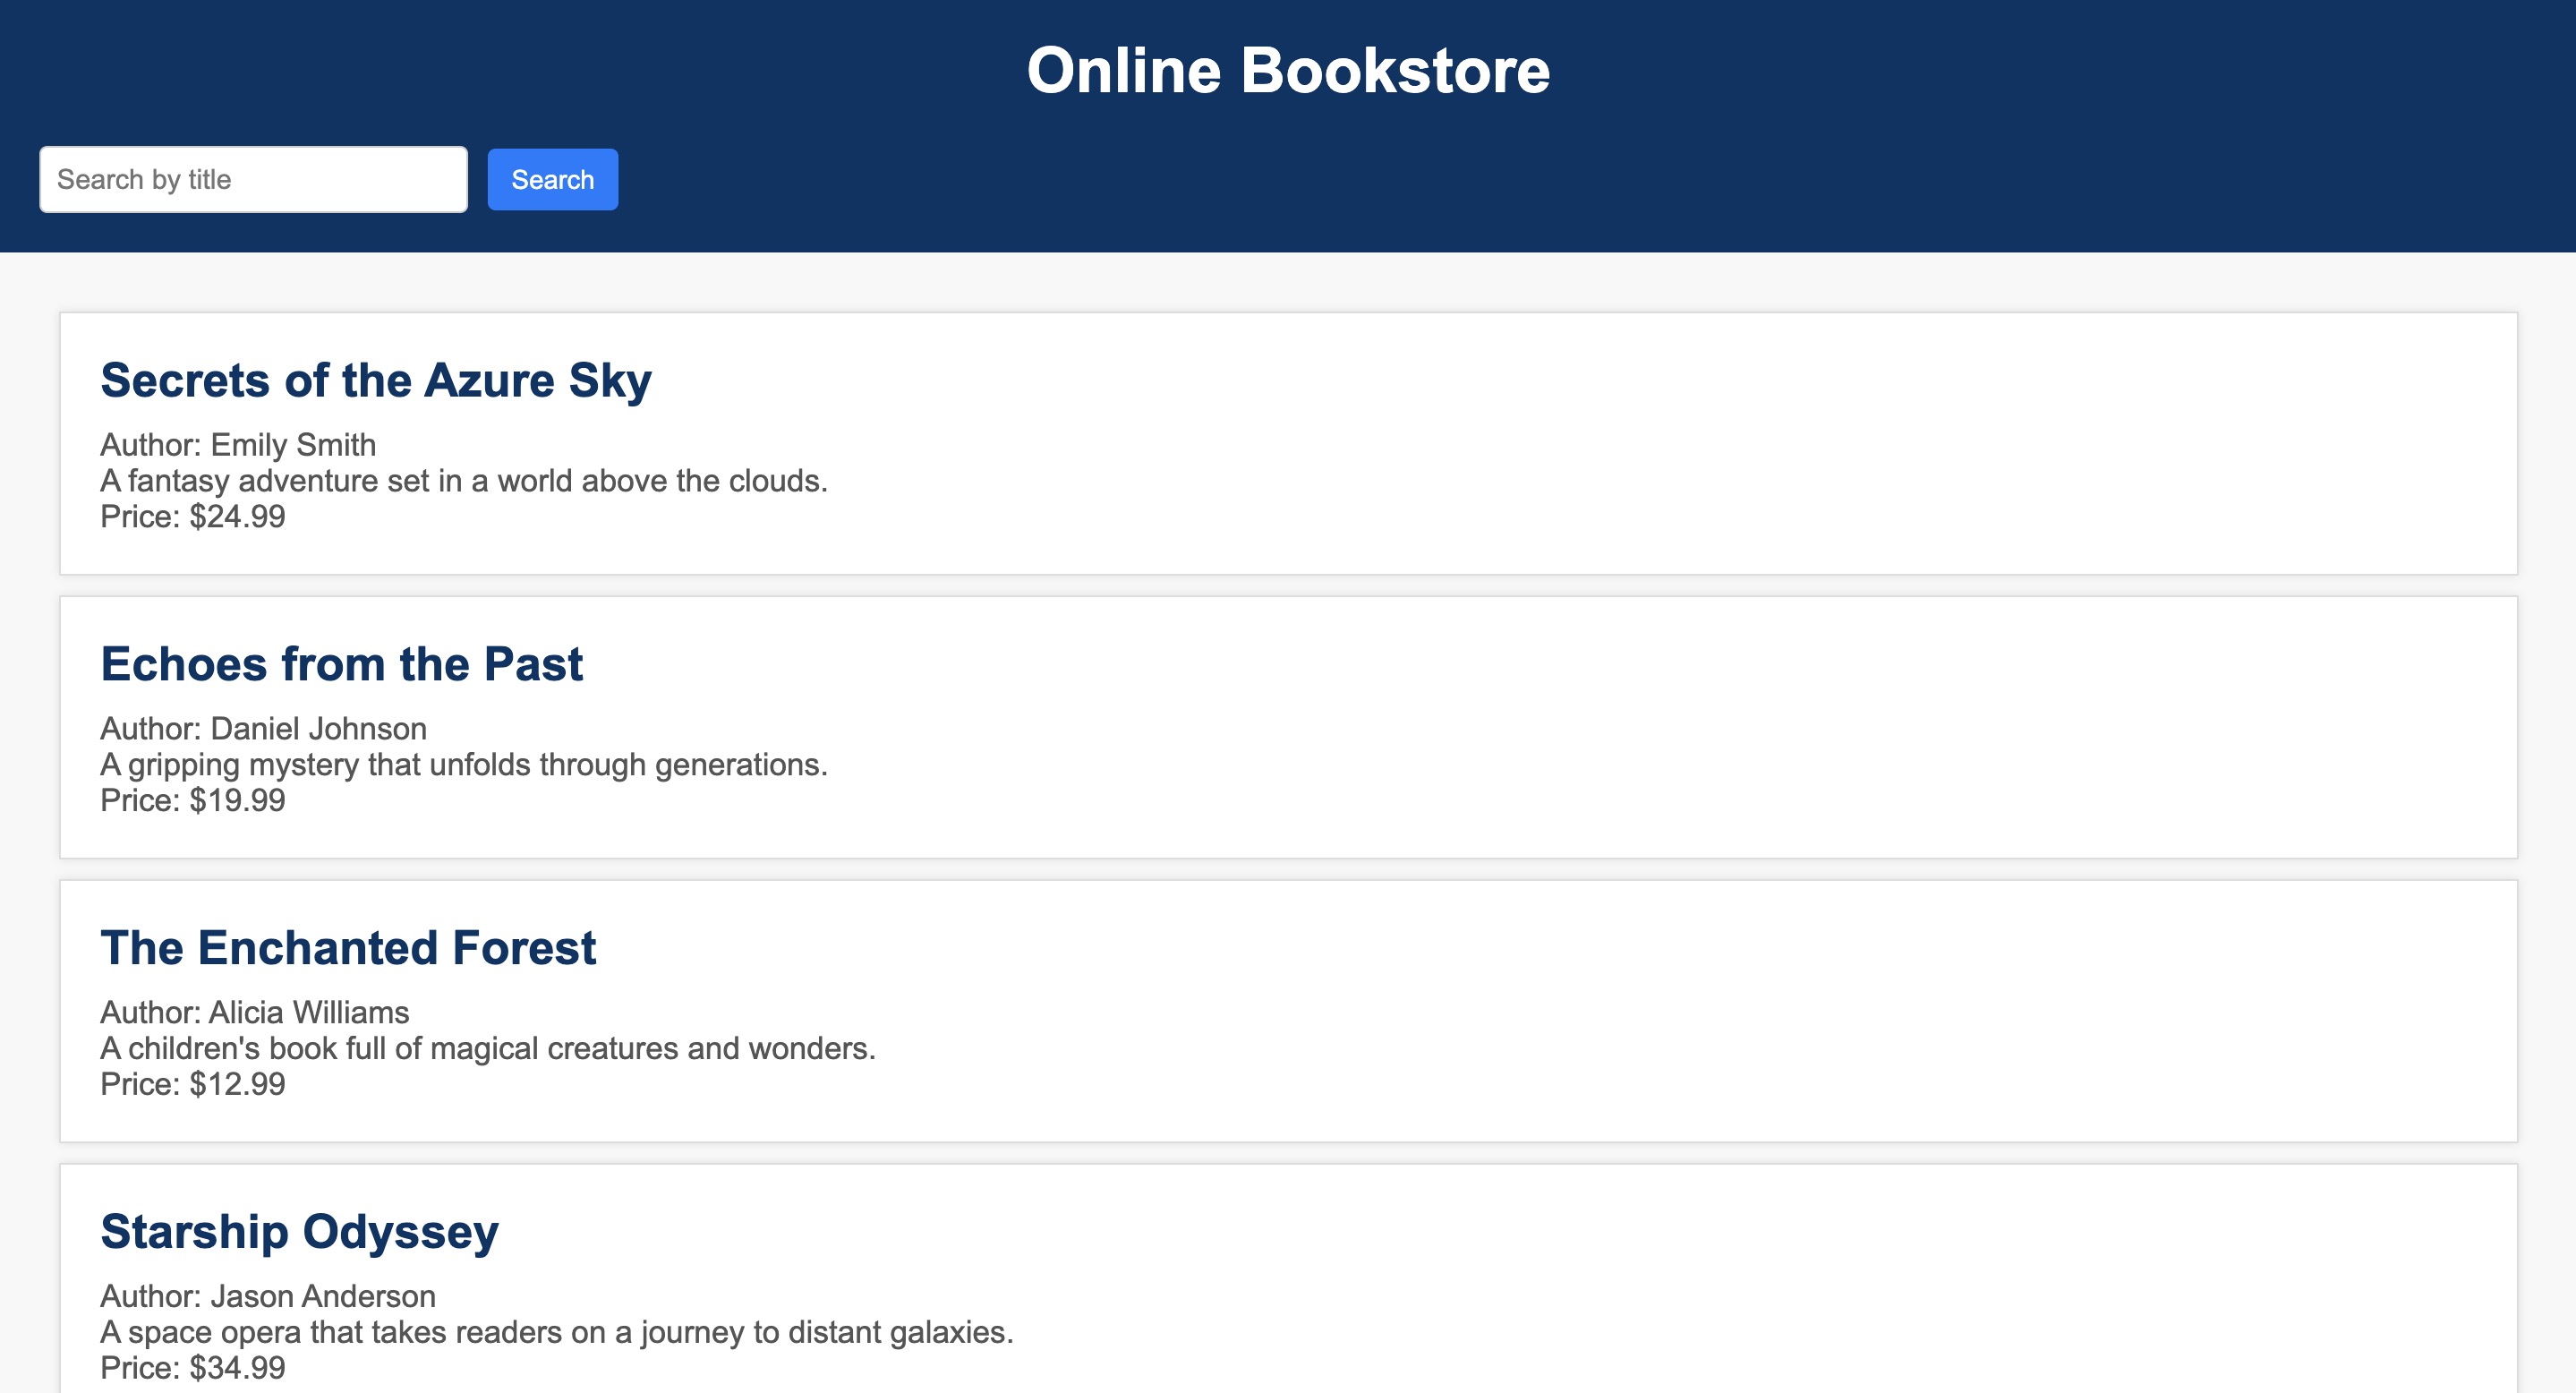 Online Bookstore
Search by title
Search
Secrets of the Azure Sky
Author: Emily Smith
A fantasy adventure set in a world above the clouds.
Price: $24.99
Echoes from the Past
Author: Daniel Johnson
A gripping mystery that unfolds through generations.
Price: $19.99
The Enchanted Forest
Author: Alicia Williams
A children's book full of magical creatures and wonders.
Price: $12.99
Starship Odyssey
Author: Jason Anderson
A space opera that takes readers on a journey to distant galaxies.
Price: $34.99